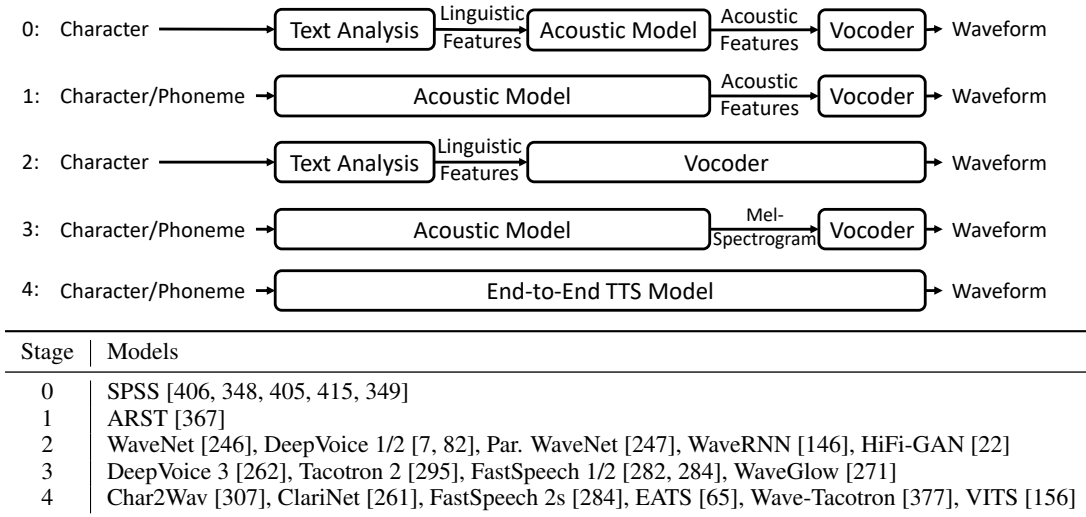 0: Character Text Analysis Linguistic Features Acoustic Model Acoustic Features Vocoder Waveform
1: Character/Phoneme Acoustic Model Acoustic Features Vocoder Waveform
2: Character Text Analysis Linguistic Features Vocoder Waveform
3: Character/Phoneme Acoustic Model Mel-Spectrogram Vocoder Waveform
4: Character/Phoneme End-to-End TTS Model Waveform
Stage Models
0 SPSS [406, 348, 405, 415, 349]
1 ARST [367]
2 WaveNet [246], DeepVoice 1/2 [7, 82], Par. WaveNet [247], WaveRNN [146], HiFi-GAN [22]
3 DeepVoice 3 [262], Tacotron 2 [295], FastSpeech 1/2 [282, 284], WaveGlow [271]
4 Char2Wav [307], ClariNet [261], FastSpeech 2s [284], EATS [65], Wave-Tacotron [377], VITS [156]